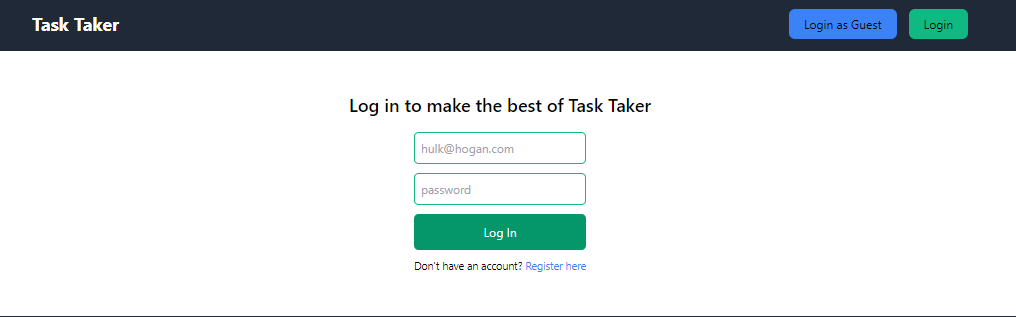 Task Taker
Login as Guest
Login
Log in to make the best of Task Taker
hulk@hogan.com
password
Log In
Don't have an account? Register here